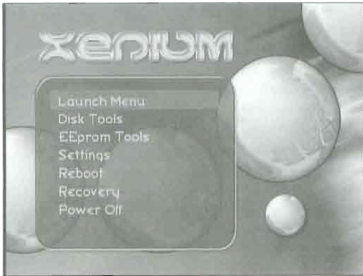 XENIUM
Launch Menu
Disk Tools
EEprom Tools
Settings
Reboot
Recovery
Power Off